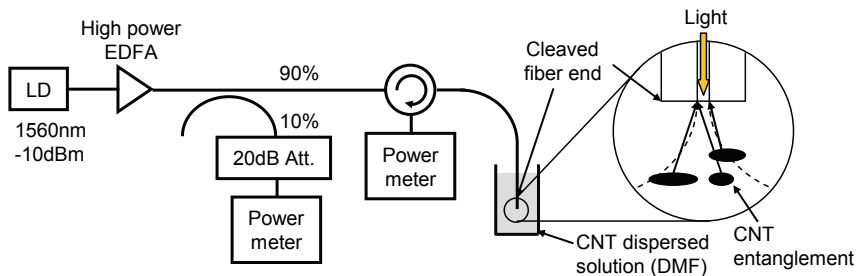 High power
EDFA
LD
1560nm
-10dBm
90%
10%
20dB Att.
Power
meter
Power
meter
Cleaved
fiber end
Light
CNT dispersed
solution (DMF)
CNT
entanglement